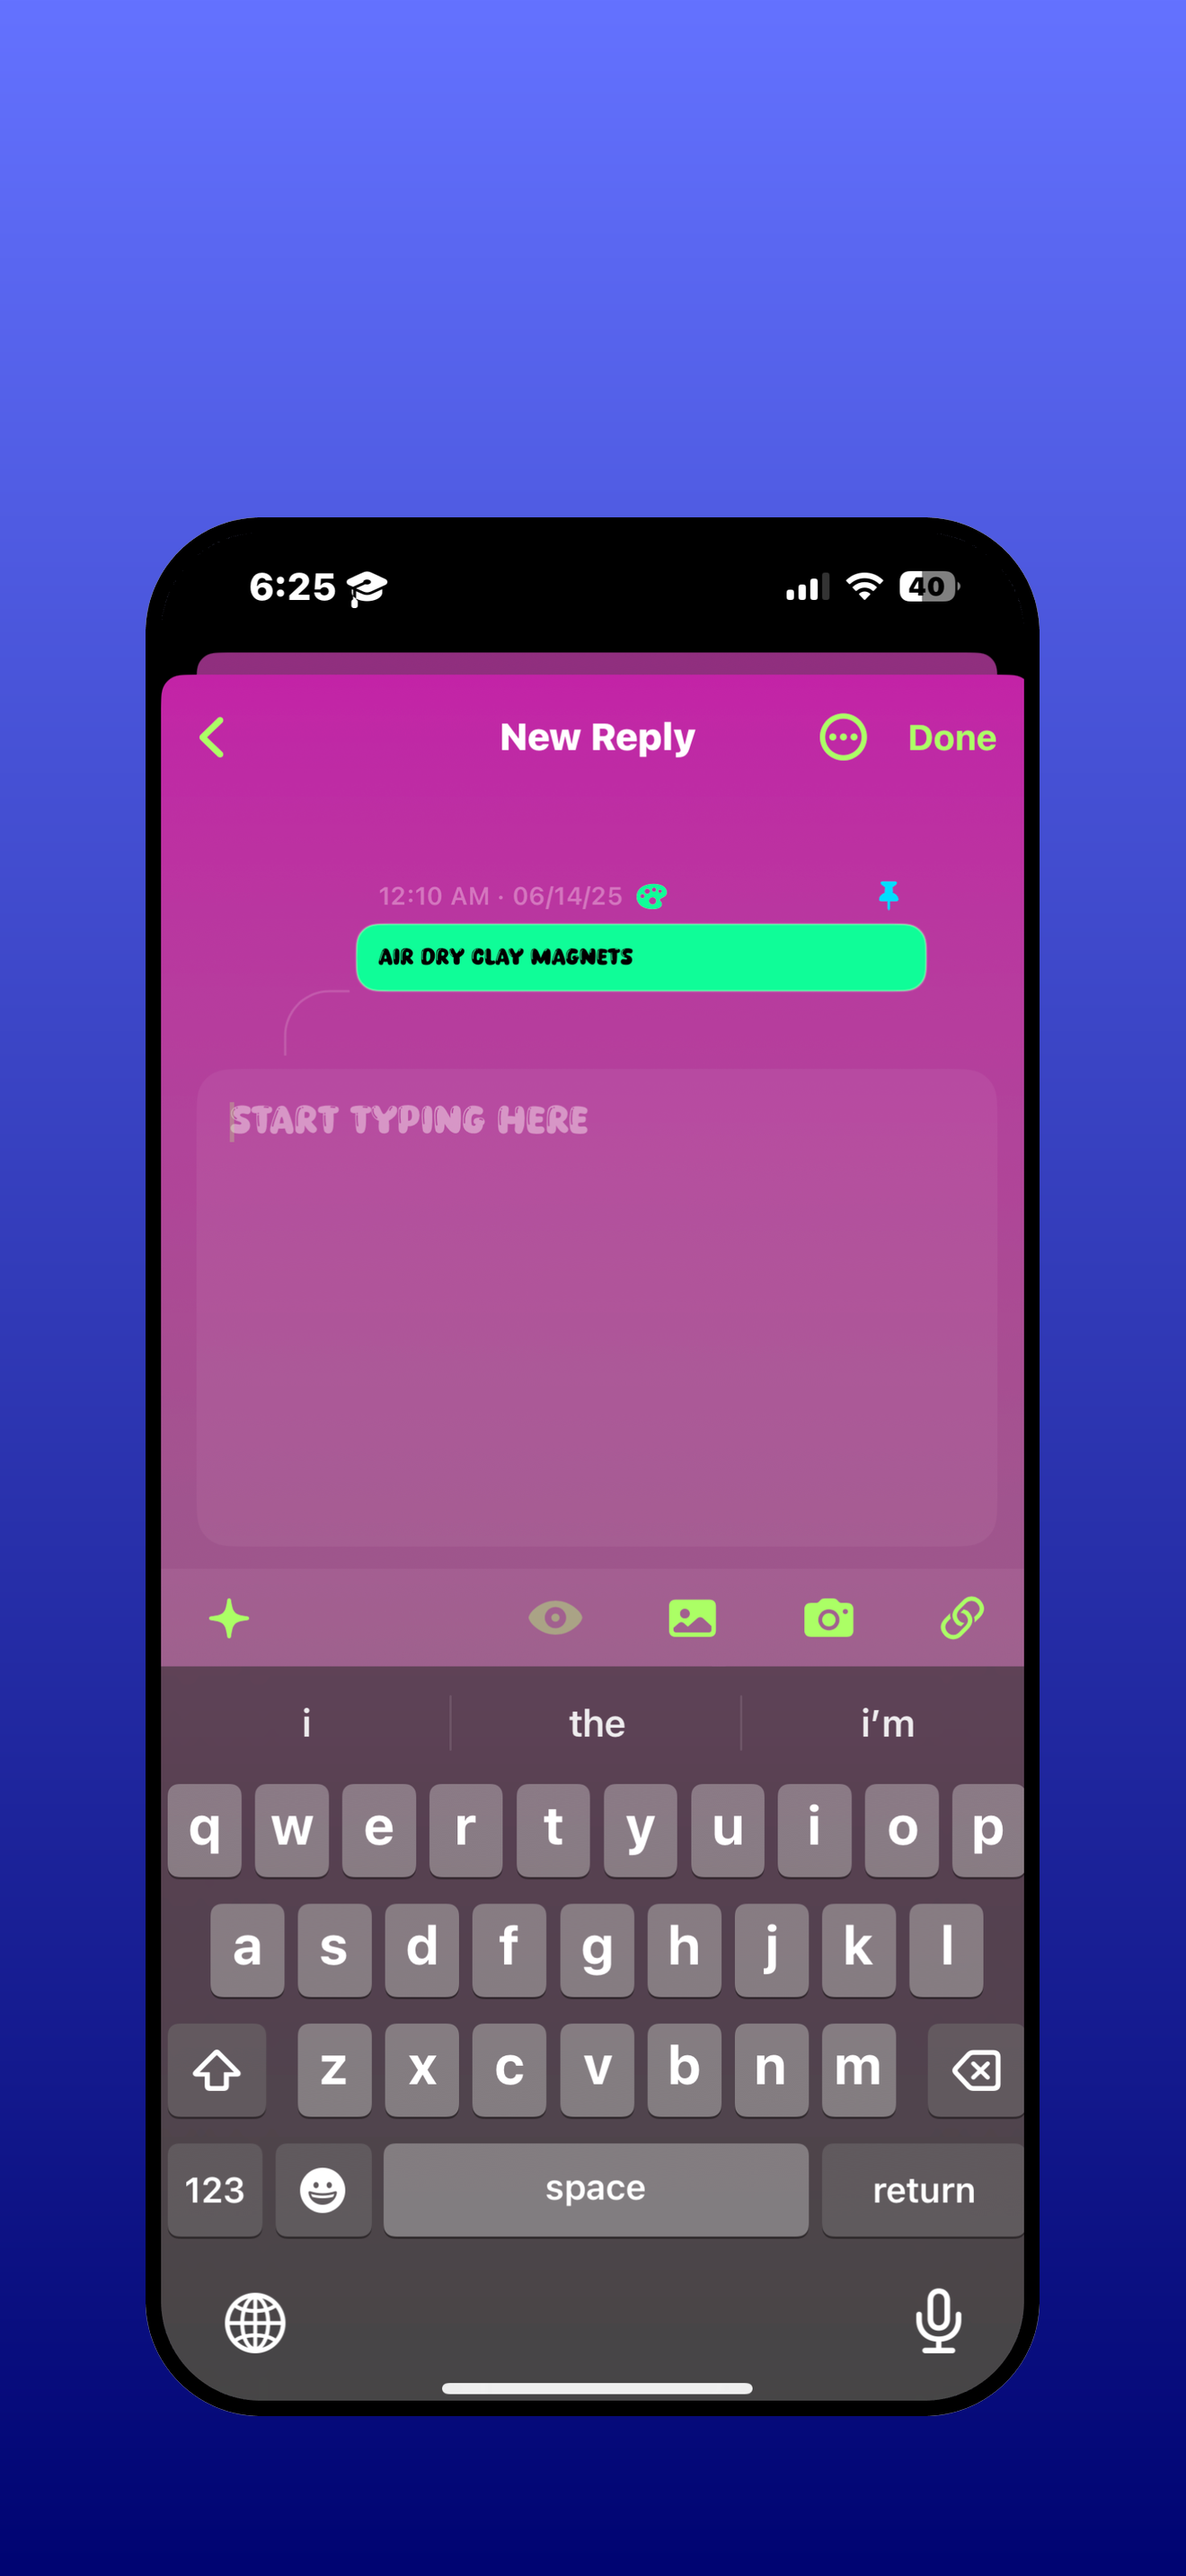 6:25
40
New Reply
Done
12:10 AM · 06/14/25
AIR DRY CLAY MAGNETS
START TYPING HERE
i
the
i’m
q w e r t y u i o p
a s d f g h j k l
z x c v b n m
123
space
return